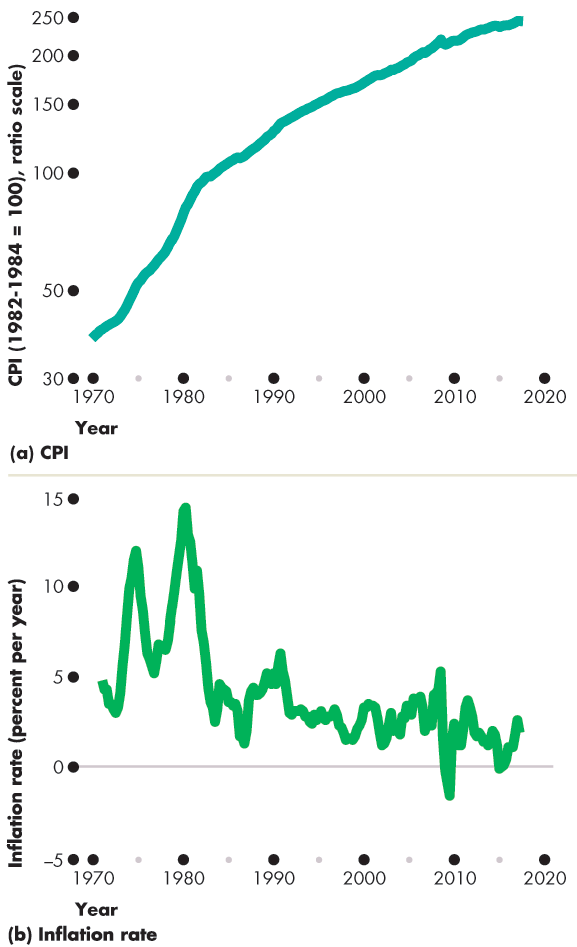 CPI (1982-1984 = 100), ratio scale)
250
200
150
100
50
30
1970 1980 1990 2000 2010 2020
Year
(a) CPI
Inflation rate (percent per year)
15
10
5
0
–5
1970 1980 1990 2000 2010 2020
Year
(b) Inflation rate